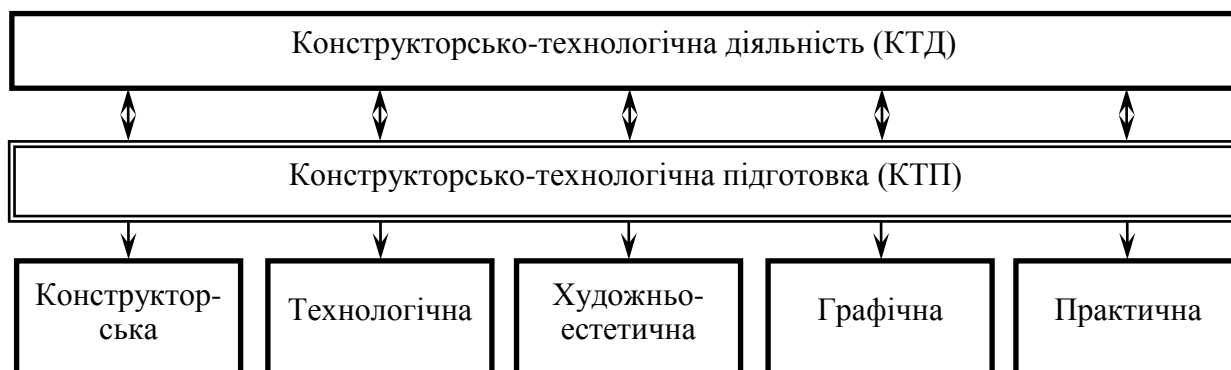 Конструкторсько-технологічна діяльність (КТД)
Конструкторсько-технологічна підготовка (КТП)
Конструктор-
ська
Технологічна
Художньо-
естетична
Графічна
Практична